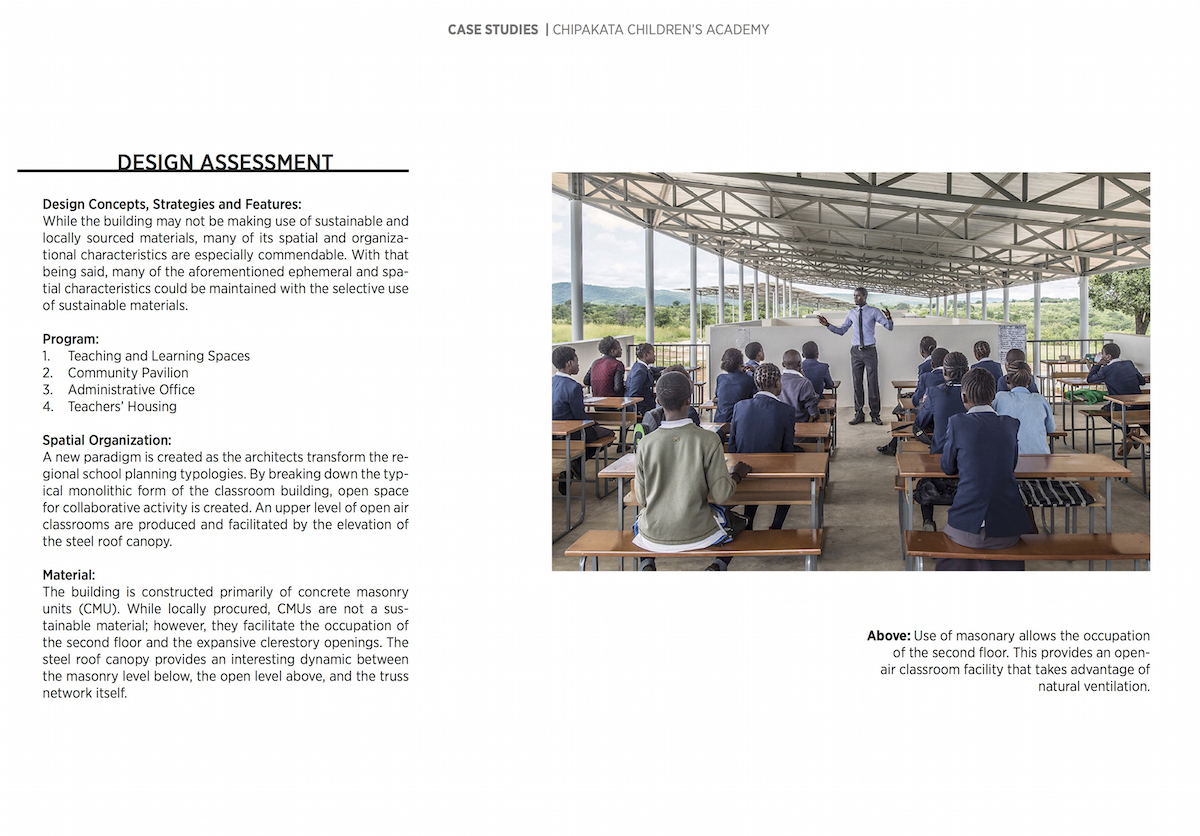 CASE STUDIES | CHIPAKATA CHILDREN'S ACADEMY
DESIGN ASSESSMENT
Design Concepts, Strategies and Features:
While the building may not be making use of sustainable and
locally sourced materials, many of its spatial and organiza-
tional characteristics are especially commendable. With that
being said, many of the aforementioned ephemeral and spa-
tial characteristics could be maintained with the selective use
of sustainable materials.
Program:
1. Teaching and Learning Spaces
2. Community Pavilion
3. Administrative Office
4. Teachers' Housing
Spatial Organization:
A new paradigm is created as the architects transform the re-
gional school planning typologies. By breaking down the typ-
ical monolithic form of the classroom building, open space
for collaborative activity is created. An upper level of open air
classrooms are produced and facilitated by the elevation of
the steel roof canopy.
Material:
The building is constructed primarily of concrete masonry
units (CMU). While locally procured, CMUs are not a sus-
tainable material; however, they facilitate the occupation of
the second floor and the expansive clerestory openings. The
steel roof canopy provides an interesting dynamic between
the masonry level below, the open level above, and the truss
network itself.
Above: Use of masonary allows the occupation
of the second floor. This provides an open-
air classroom facility that takes advantage of
natural ventilation.